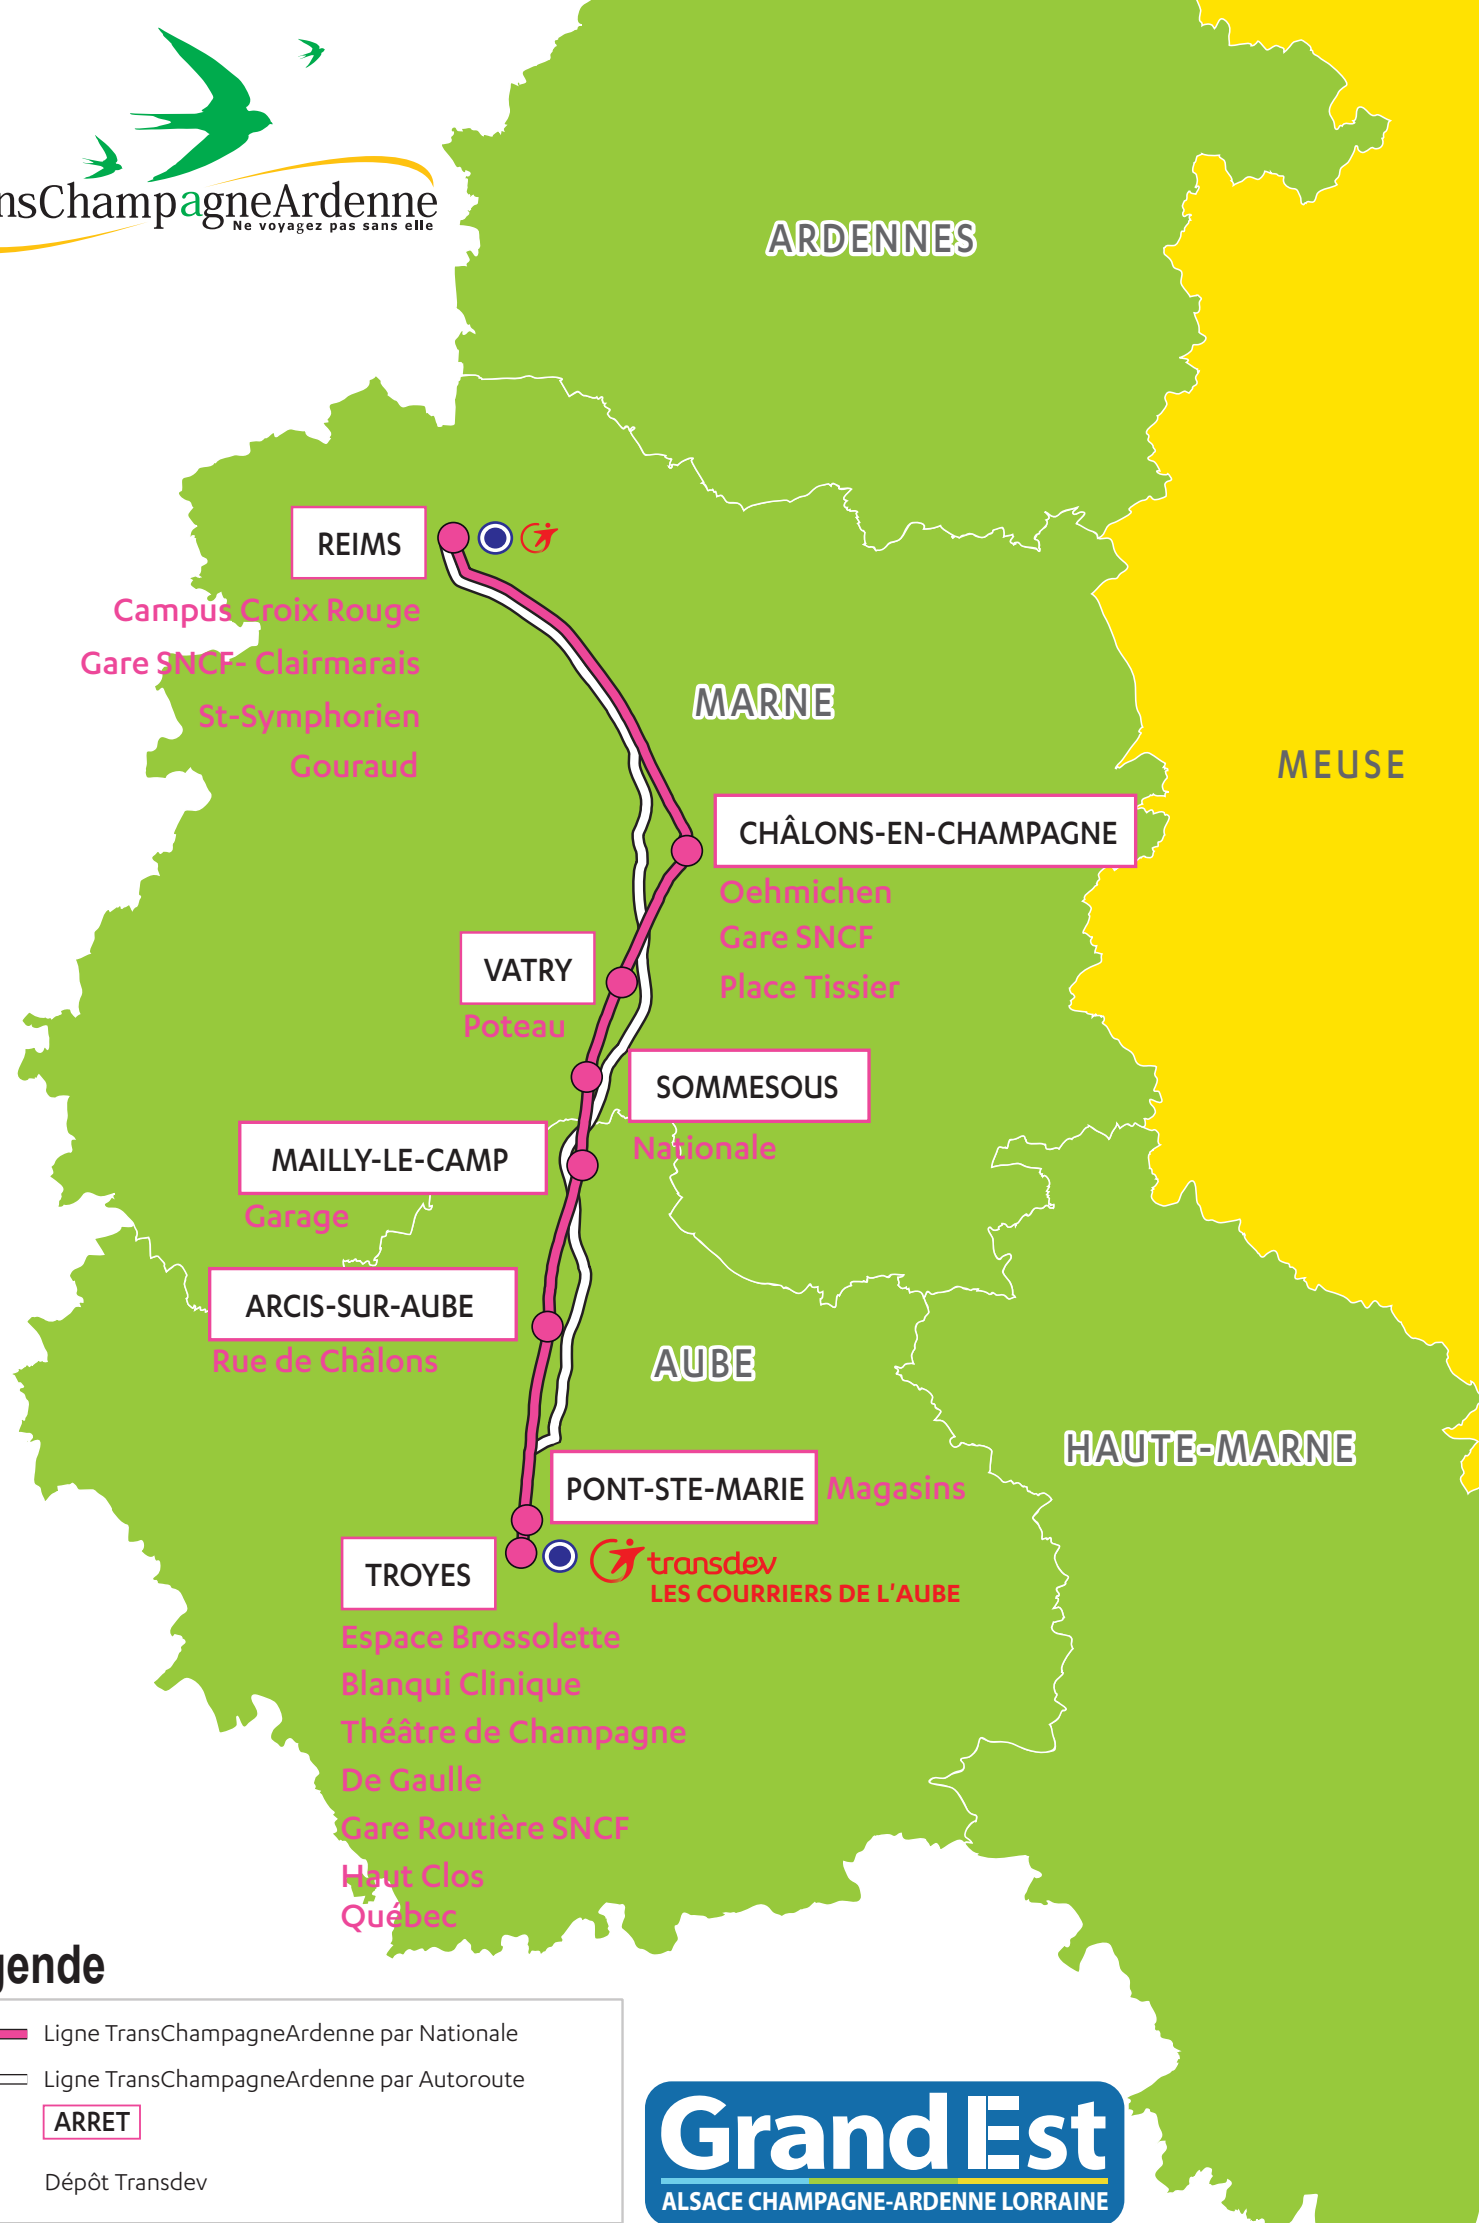 nsChampagneArdenne
Ne voyagez pas sans elle
ARDENNES
REIMS
Campus Croix Rouge
Gare SNCF- Clairmarais
St-Symphorien
Gouraud
MARNE
MEUSE
CHÂLONS-EN-CHAMPAGNE
Oehmichen
Gare SNCF
Place Tissier
VATRY
Poteau
SOMMESOUS
Nationale
MAILLY-LE-CAMP
Garage
ARCIS-SUR-AUBE
Rue de Châlons
AUBE
HAUTE-MARNE
PONT-STE-MARIE Magasins
TROYES
transdev
LES COURRIERS DE L'AUBE
Espace Brossolette
Blanqui Clinique
Théâtre de Champagne
De Gaulle
Gare Routière SNCF
Haut Clos
Québec
gende
Ligne TransChampagneArdenne par Nationale
Ligne TransChampagneArdenne par Autoroute
ARRET
Dépôt Transdev
Grand Est
ALSACE CHAMPAGNE-ARDENNE LORRAINE